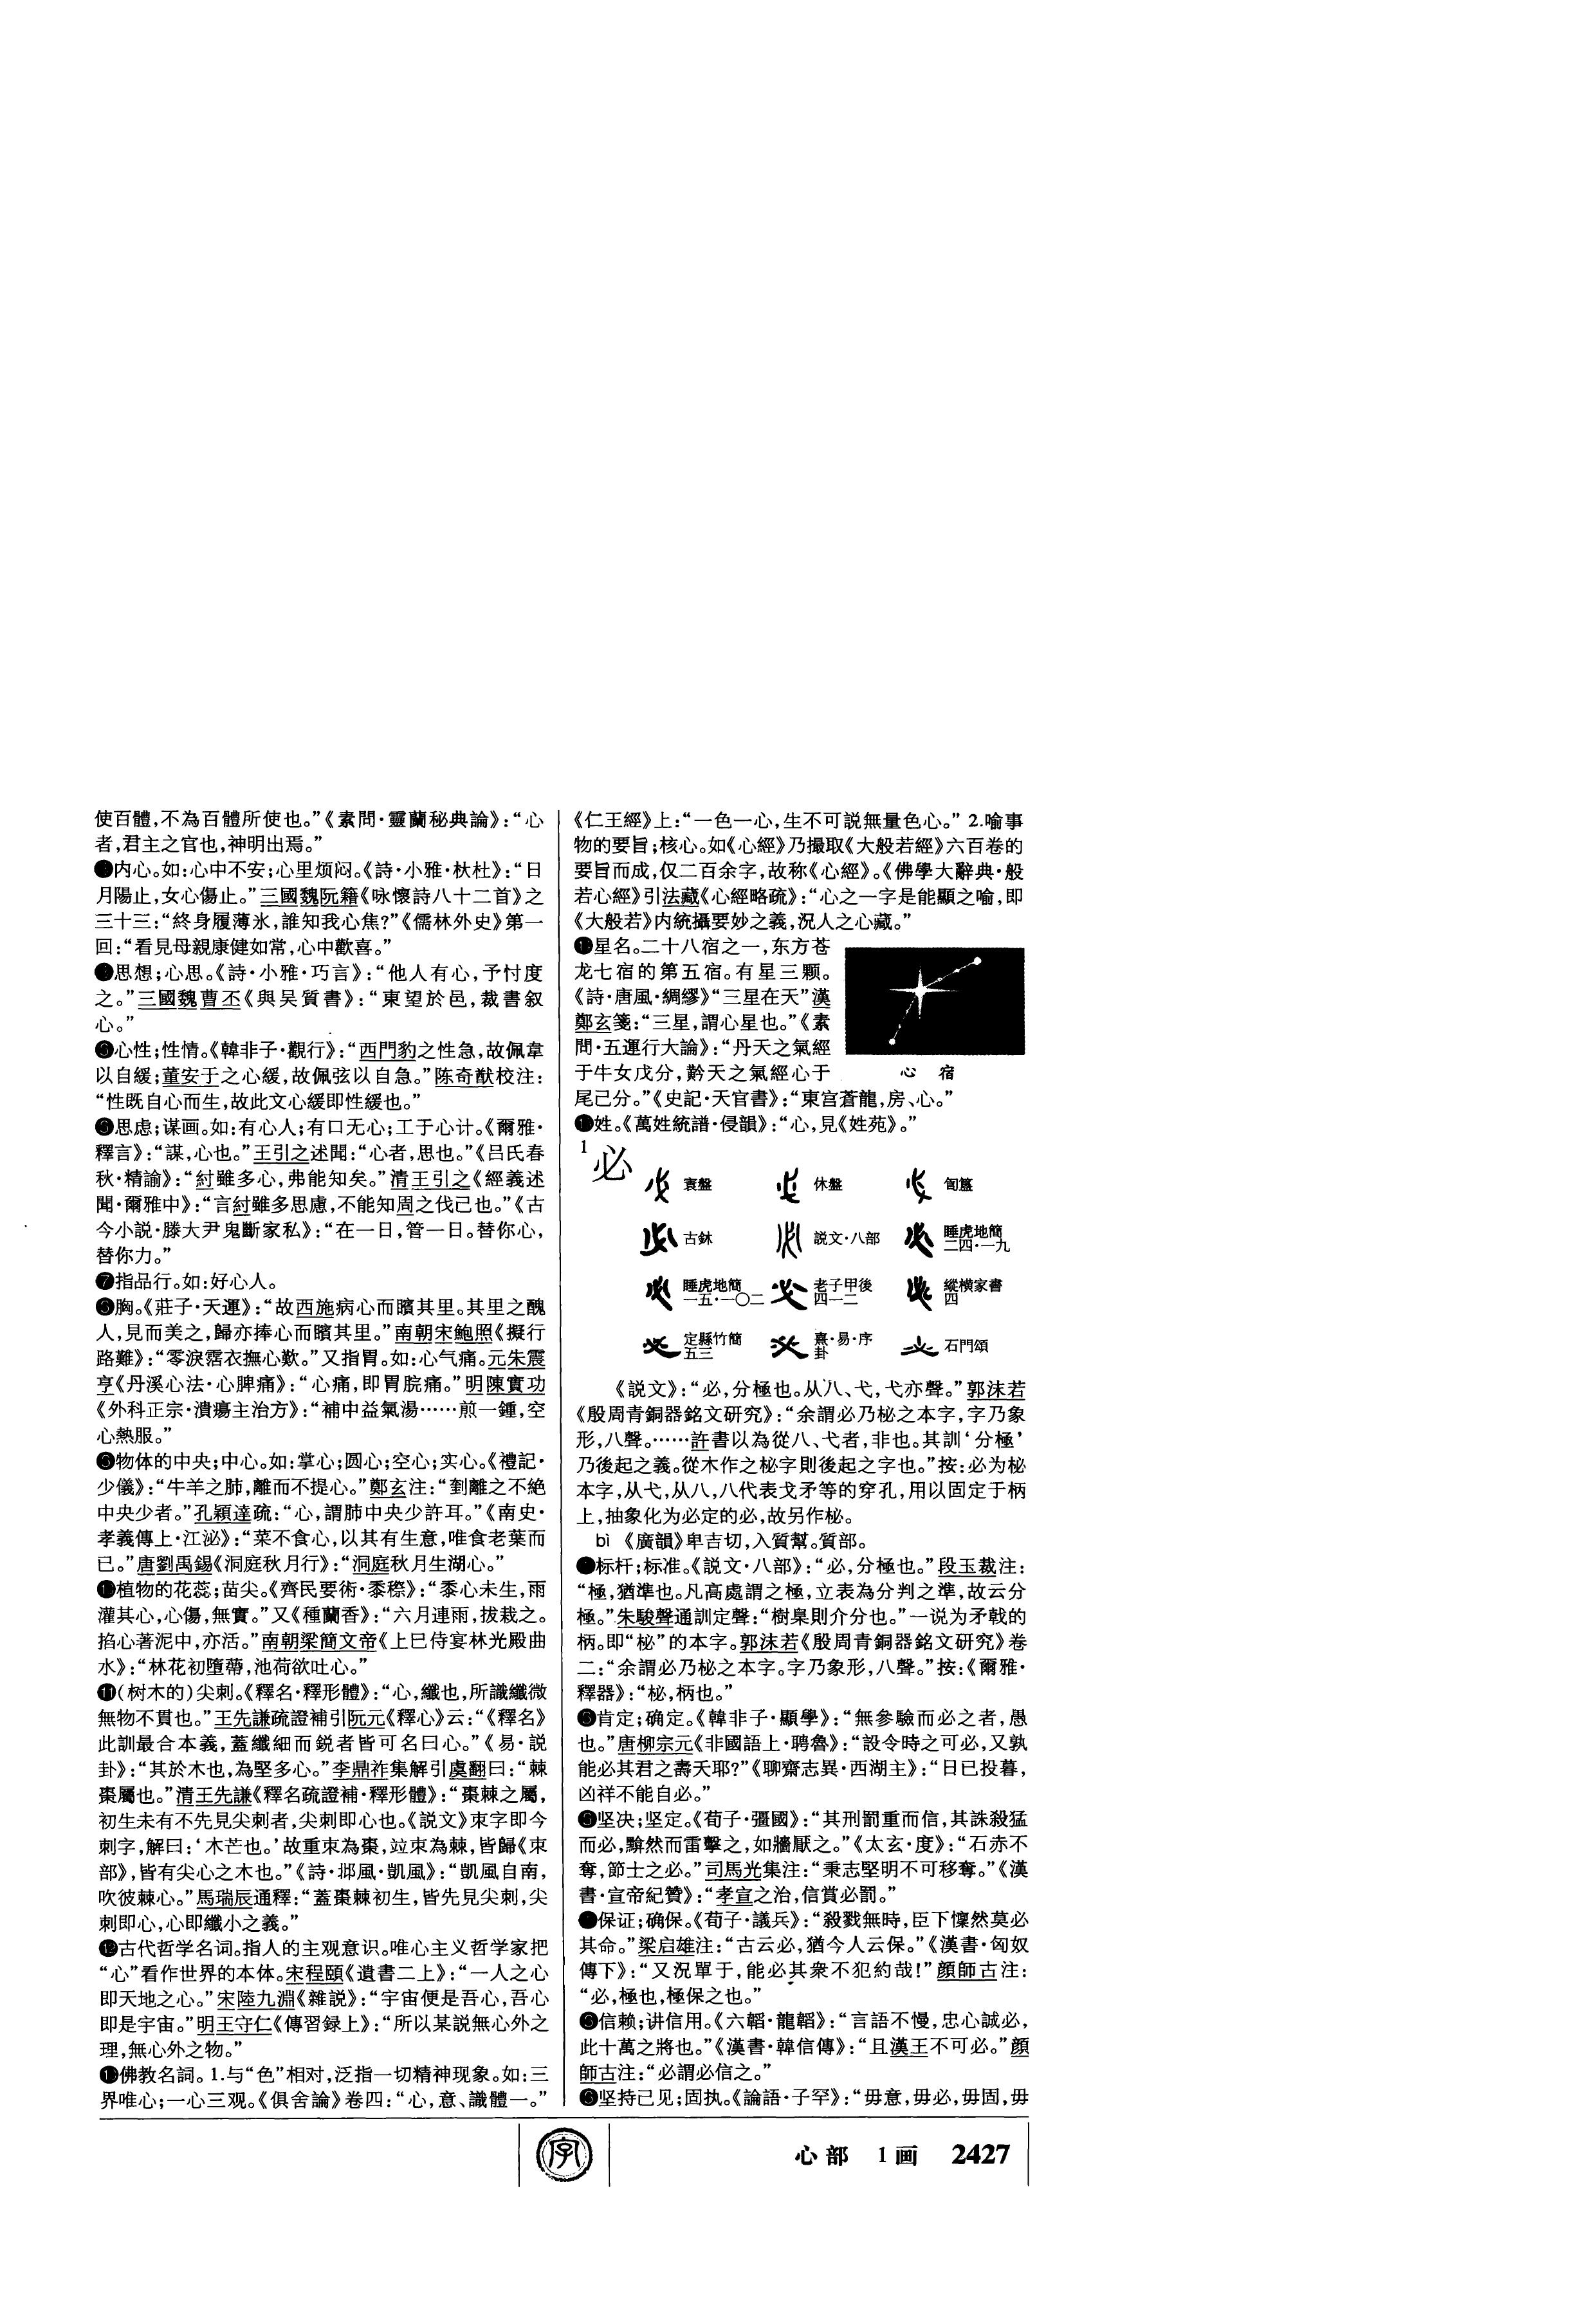 使百體,不為百體所使也。”《素問·靈蘭秘典論》:“心
者,君主之官也,神明出焉。”
内心。如:心中不安;心里烦闷。《詩·小雅·杕杜》:“日
月陽止,女心傷止。”三國魏阮籍《咏懷詩八十二首》之
三十三:“終身履薄氷,誰知我心焦?”《儒林外史》第一
回:“看見母親康健如常,心中歡喜。”
思想;心思。《詩·小雅·巧言》:“他人有心,予忖度
之。”三國魏曹丕《與吴質書》:“東望於邑,裁書叙
心。”
❺心性;性情。《韓非子·觀行》:“西門豹之性急,故佩韋
以自緩;董安于之心緩,故佩弦以自急。”陈奇猷校注:
“性既自心而生,故此文心緩即性緩也。”
❻思虑;谋画。如:有心人;有口无心;工于心计。《爾雅·
釋言》:“謀,心也。”王引之述聞:“心者,思也。”《吕氏春
秋·精諭》:“紂雖多心,弗能知矣。”清王引之《經義述
聞·爾雅中》:“言紂雖多思慮,不能知周之伐己也。”《古
今小説·滕大尹鬼斷家私》:“在一日,管一日。替你心,
替你力。”
❼指品行。如:好心人。
❽胸。《莊子·天運》:“故西施病心而矉其里。其里之醜
人,見而美之,歸亦捧心而矉其里。”南朝宋鮑照《擬行
路難》:“零淚霑衣撫心歎。”又指胃。如:心气痛。元朱震
亨《丹溪心法·心脾痛》:“心痛,即胃脘痛。”明陳實功
《外科正宗·潰瘍主治方》:“補中益氣湯……煎一鍾,空
心熱服。”
❾物体的中央;中心。如:掌心;圆心;空心;实心。《禮記·
少儀》:“牛羊之肺,離而不提心。”鄭玄注:“刲離之不絶
中央少者。”孔穎達疏:“心,謂肺中央少許耳。”《南史·
孝義傳上·江泌》:“菜不食心,以其有生意,唯食老葉而
已。”唐劉禹錫《洞庭秋月行》:“洞庭秋月生湖心。”
❿植物的花蕊;苗尖。《齊民要術·黍穄》:“黍心未生,雨
灌其心,心傷,無實。”又《種蘭香》:“六月連雨,拔栽之。
掐心著泥中,亦活。”南朝梁簡文帝《上巳侍宴林光殿曲
水》:“林花初墮蔕,池荷欲吐心。”
⓫(树木的)尖刺。《釋名·釋形體》:“心,纖也,所識纖微
無物不貫也。”王先謙疏證補引阮元《釋心》云:“《釋名》
此訓最合本義,蓋纖細而鋭者皆可名曰心。”《易·説
卦》:“其於木也,為堅多心。”李鼎祚集解引虞翻曰:“棘
棗屬也。”清王先謙《釋名疏證補·釋形體》:“棗棘之屬,
初生未有不先見尖刺者,尖刺即心也。《説文》朿字即今
刺字,解曰:‘木芒也。’故重朿為棗,竝朿為棘,皆歸《朿
部》,皆有尖心之木也。”《詩·邶風·凱風》:“凱風自南,
吹彼棘心。”馬瑞辰通釋:“蓋棗棘初生,皆先見尖刺,尖
刺即心,心即纖小之義。”
⓬古代哲学名词。指人的主观意识。唯心主义哲学家把
“心”看作世界的本体。宋程頤《遺書二上》:“一人之心
即天地之心。”宋陸九淵《雜説》:“宇宙便是吾心,吾心
即是宇宙。”明王守仁《傳習録上》:“所以某説無心外之
理,無心外之物。”
佛教名詞。1.与“色”相对,泛指一切精神现象。如:三
界唯心;一心三观。《俱舍論》卷四:“心,意、識體一。”
《仁王經》上:“一色一心,生不可説無量色心。”2.喻事
物的要旨;核心。如《心經》乃撮取《大般若經》六百卷的
要旨而成,仅二百余字,故称《心經》。《佛學大辭典·般
若心經》引法藏《心經略疏》:“心之一字是能顯之喻,即
《大般若》内統攝要妙之義,況人之心藏。”
星名。二十八宿之一,东方苍
龙七宿的第五宿。有星三颗。
《詩·唐風·綢繆》“三星在天”漢
鄭玄箋:“三星,謂心星也。”《素
問·五運行大論》:“丹天之氣經
于牛女戊分,黅天之氣經心于
尾己分。”《史記·天官書》:“東宫蒼龍,房、心。”
心 宿
姓。《萬姓統譜·侵韻》:“心,見《姓苑》。”
1
必
袁盤 休盤 訇簋
古鉥 説文·八部 睡虎地簡二四·一九
睡虎地簡一五·一〇二 老子甲後四一二 縱横家書四
定縣竹簡五三 熹·易·序卦 石門頌
《説文》:“必,分極也。从八、弋,弋亦聲。”郭沫若
《殷周青銅器銘文研究》:“余謂必乃柲之本字,字乃象
形,八聲。……許書以為從八、弋者,非也。其訓‘分極’
乃後起之義。從木作之柲字則後起之字也。”按:必为柲
本字,从弋,从八,八代表戈矛等的穿孔,用以固定于柄
上,抽象化为必定的必,故另作柲。
bì 《廣韻》卑吉切,入質幫。質部。
标杆;标准。《説文·八部》:“必,分極也。”段玉裁注:
“極,猶準也。凡高處謂之極,立表為分判之準,故云分
極。”朱駿聲通訓定聲:“樹臬則介分也。”一说为矛戟的
柄。即“柲”的本字。郭沫若《殷周青銅器銘文研究》卷
二:“余謂必乃柲之本字。字乃象形,八聲。”按:《爾雅·
釋器》:“柲,柄也。”
肯定;确定。《韓非子·顯學》:“無參驗而必之者,愚
也。”唐柳宗元《非國語上·聘魯》:“設令時之可必,又孰
能必其君之壽夭耶?”《聊齋志異·西湖主》:“日已投暮,
凶祥不能自必。”
坚决;坚定。《荀子·彊國》:“其刑罰重而信,其誅殺猛
而必,黭然而雷擊之,如牆厭之。”《太玄·度》:“石赤不
奪,節士之必。”司馬光集注:“秉志堅明不可移奪。”《漢
書·宣帝紀贊》:“孝宣之治,信賞必罰。”
保证;确保。《荀子·議兵》:“殺戮無時,臣下懍然莫必
其命。”梁启雄注:“古云必,猶今人云保。”《漢書·匈奴
傳下》:“又況單于,能必其衆不犯約哉!”顔師古注:
“必,極也,極保之也。”
信赖;讲信用。《六韜·龍韜》:“言語不慢,忠心誠必,
此十萬之將也。”《漢書·韓信傳》:“且漢王不可必。”顔
師古注:“必謂必信之。”
坚持己见;固执。《論語·子罕》:“毋意,毋必,毋固,毋
字
心部 1画 2427